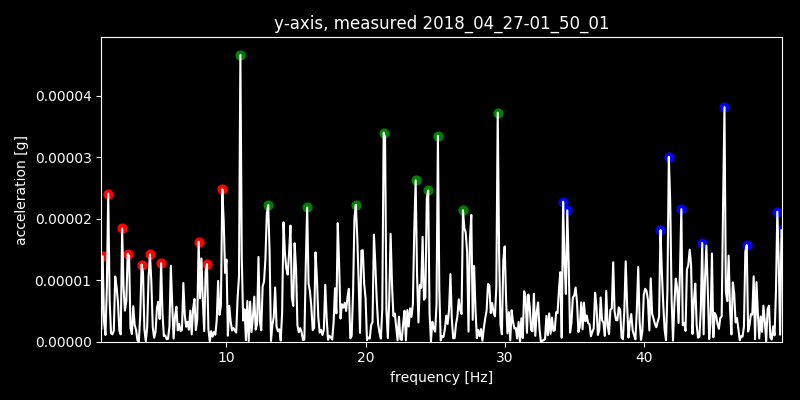 y-axis, measured 2018_04_27-01_50_01
acceleration [g]
0.00004
0.00003
0.00002
0.00001
0.00000
10 20 30 40
frequency [Hz]